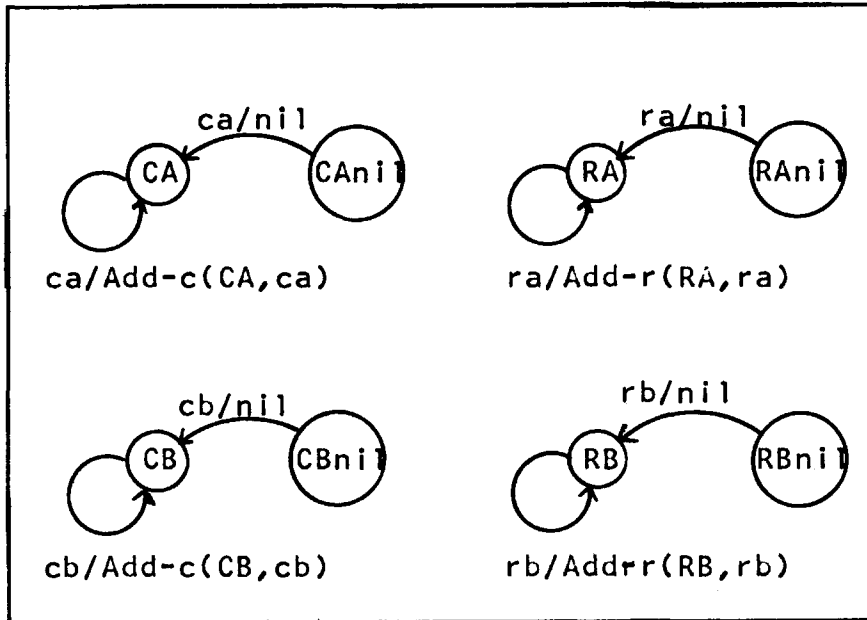 ca/nil
ra/nil
CA
CAnil
RA
RAnil
ca/Add-c(CA,ca)
ra/Add-r(RA,ra)
cb/nil
rb/nil
CB
CBnil
RB
RBnil
cb/Add-c(CB,cb)
rb/Add-r(RB,rb)